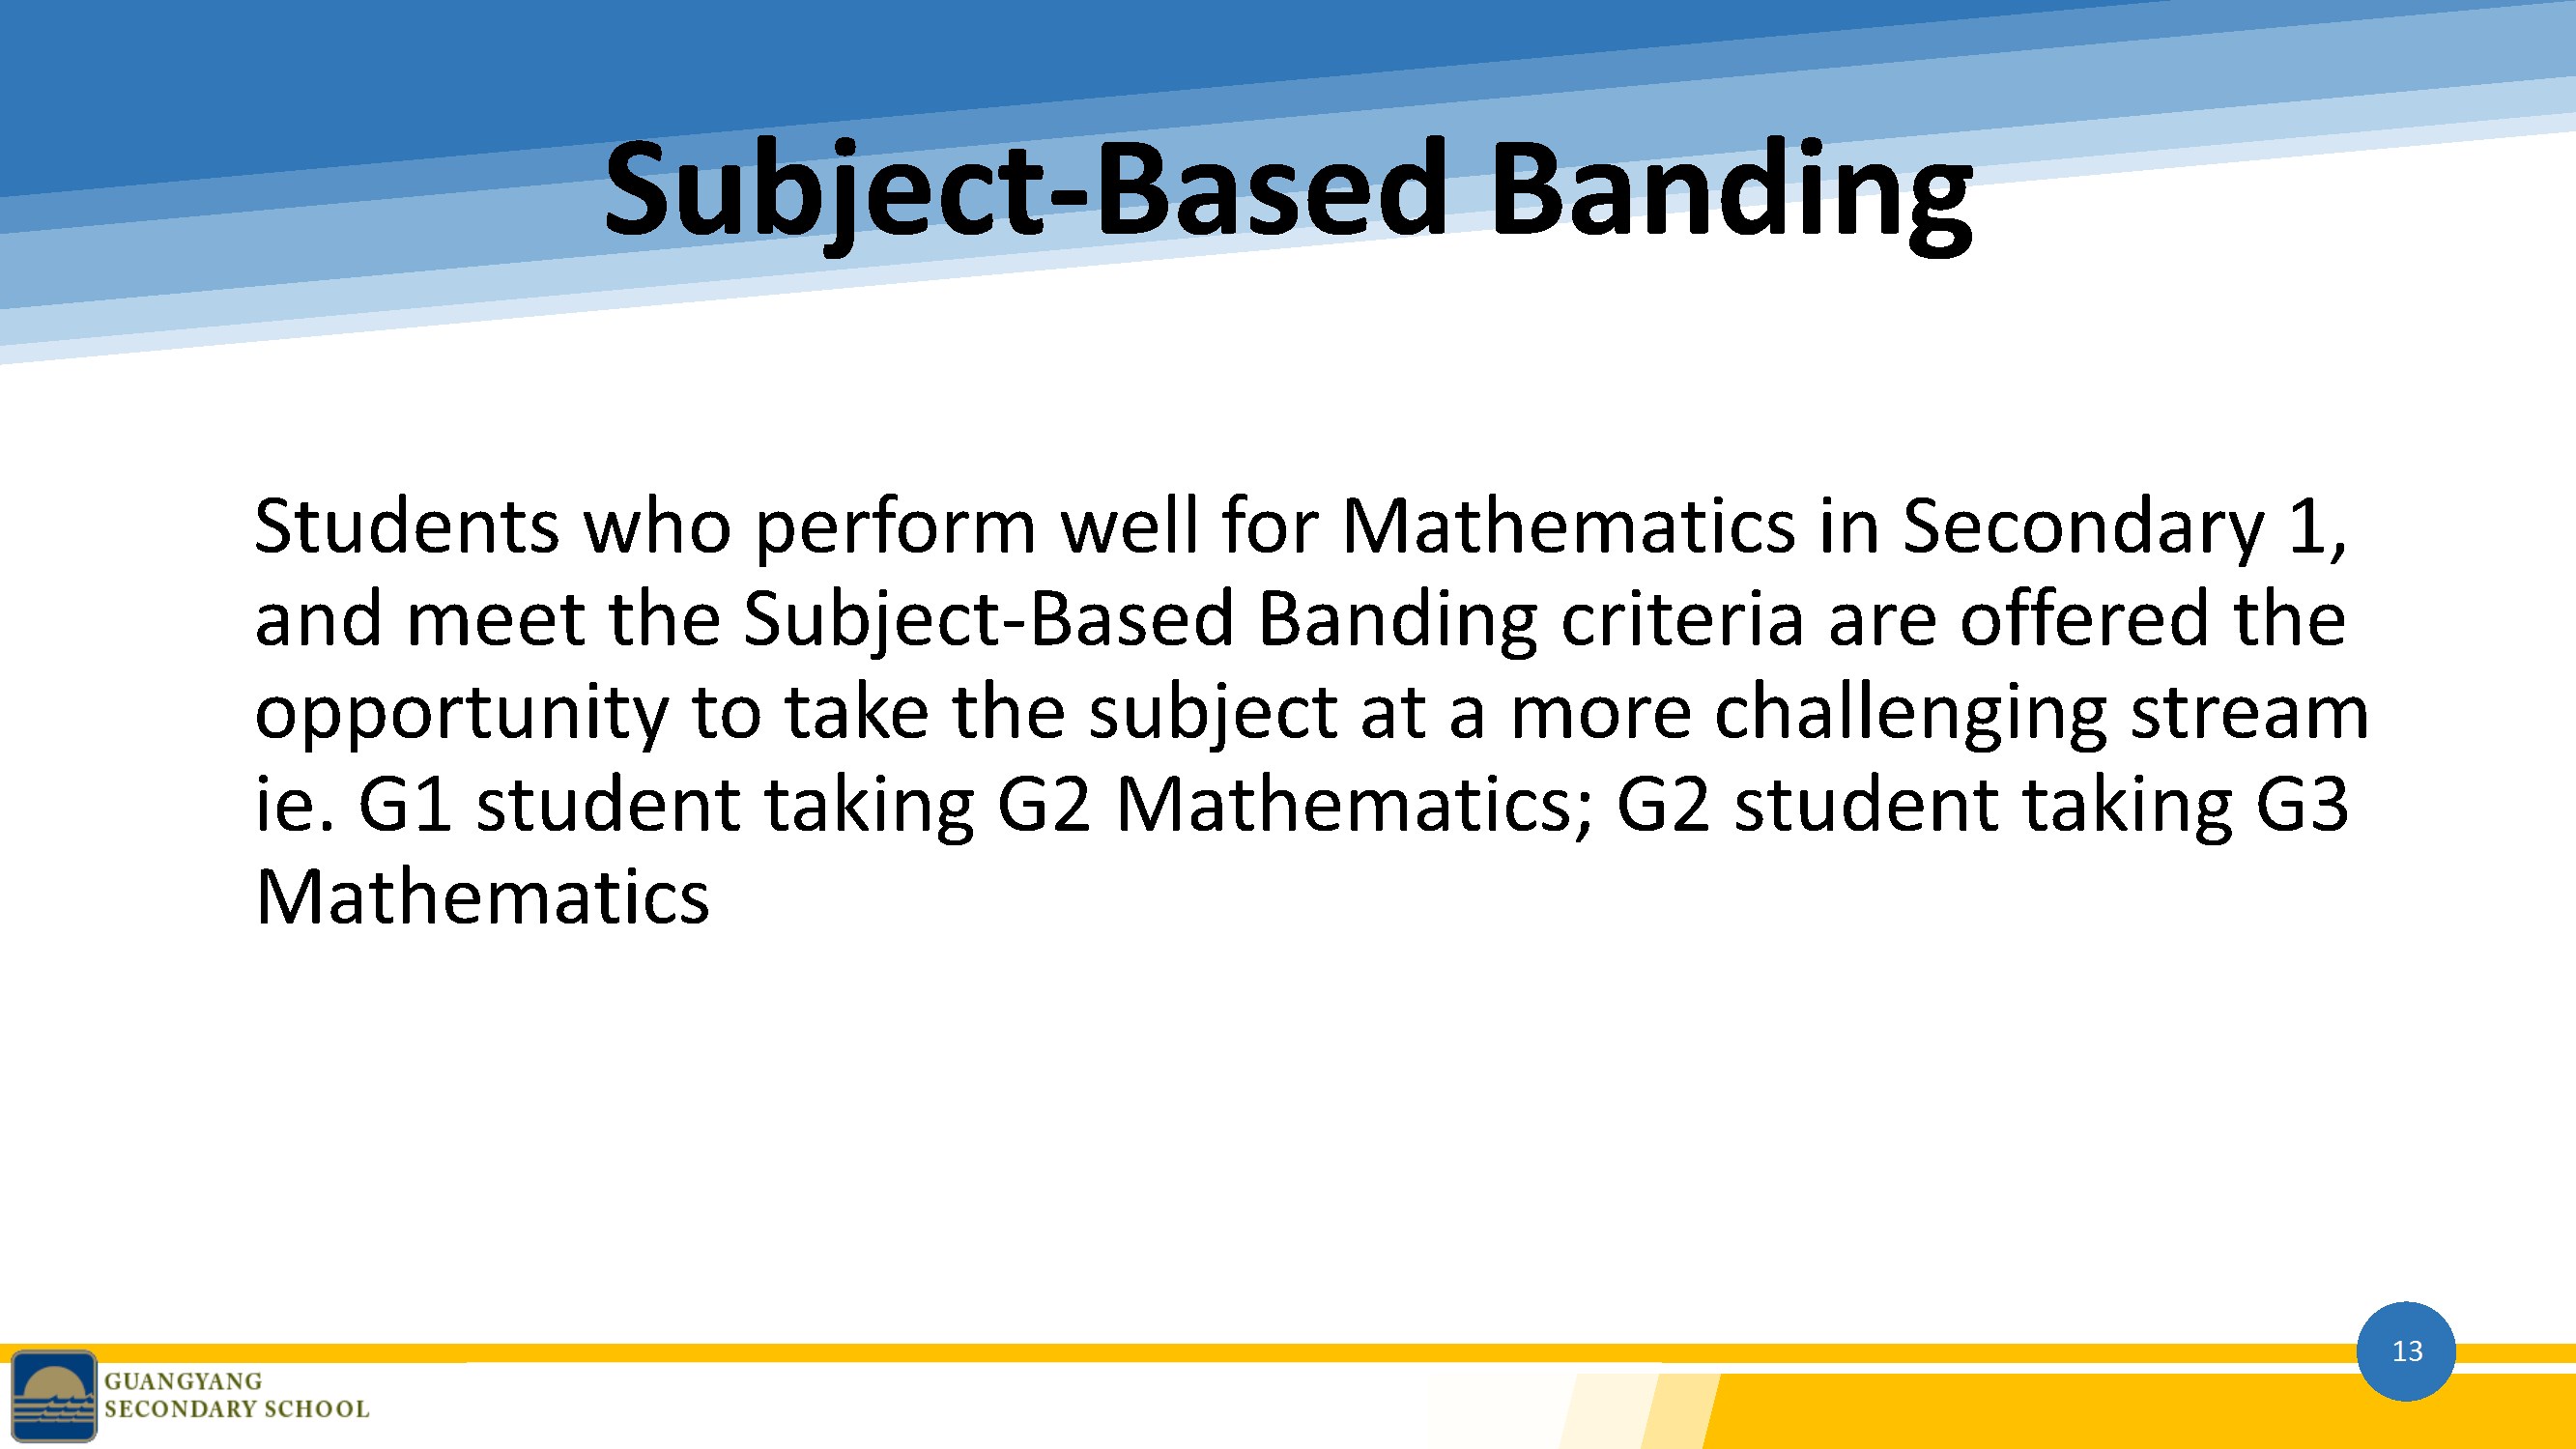 Subject-Based Banding
Students who perform well for Mathematics in Secondary 1,
and meet the Subject-Based Banding criteria are offered the
opportunity to take the subject at a more challenging stream
ie. G1 student taking G2 Mathematics; G2 student taking G3
Mathematics
13
GUANGYANG
SECONDARY SCHOOL